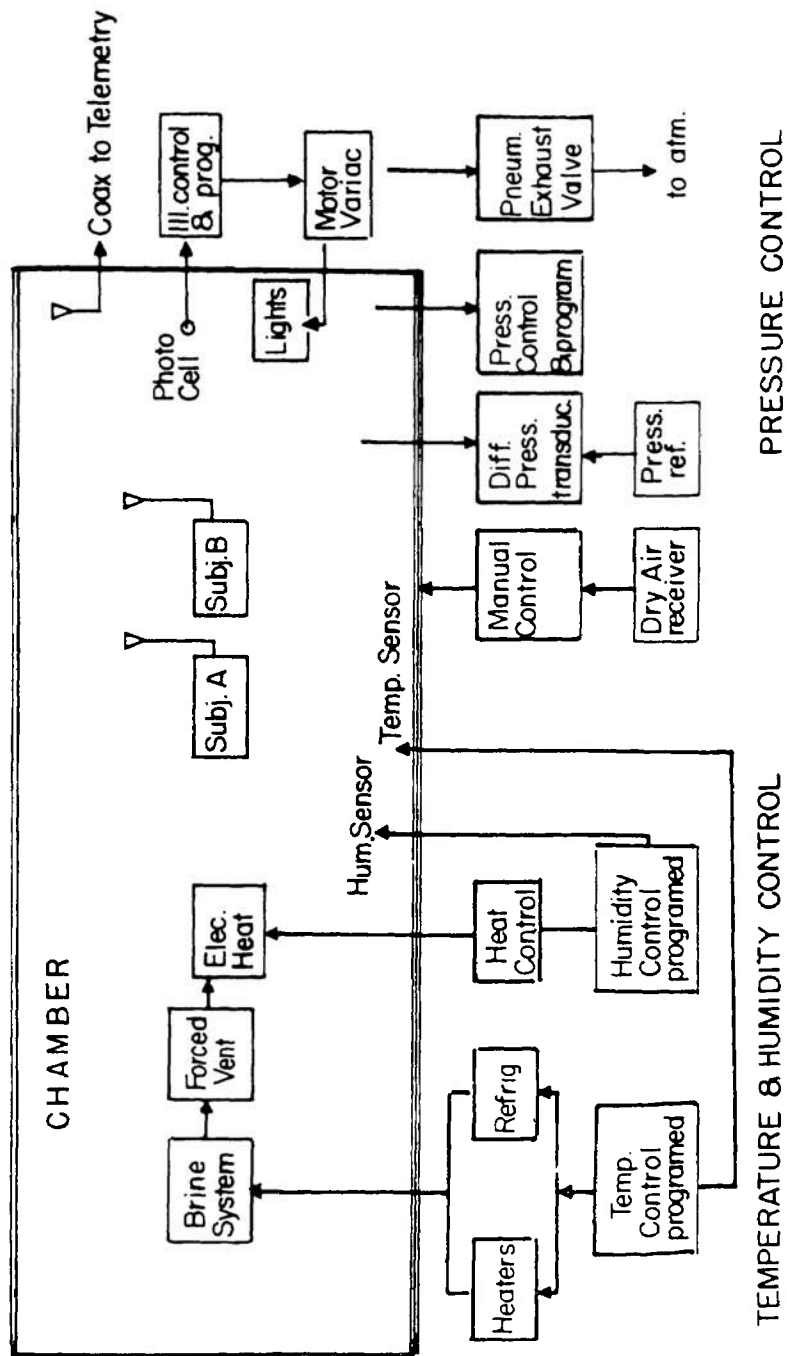 CHAMBER
Coax to Telemetry
Ill. control
& prog.
Photo
Cell
Motor
Variac
Lights
Subj. A
Subj. B
Brine
System
Forced
Vent
Elec.
Heat
Hum. Sensor
Temp. Sensor
Heaters
Refrig
Heat
Control
Manual
Control
Diff.
Press.
transduc.
Press.
Control
&program
Pneum.
Exhaust
Valve
Temp.
Control
programed
Humidity
Control
programed
Dry Air
receiver
Press.
ref.
to atm.
TEMPERATURE & HUMIDITY CONTROL
PRESSURE CONTROL